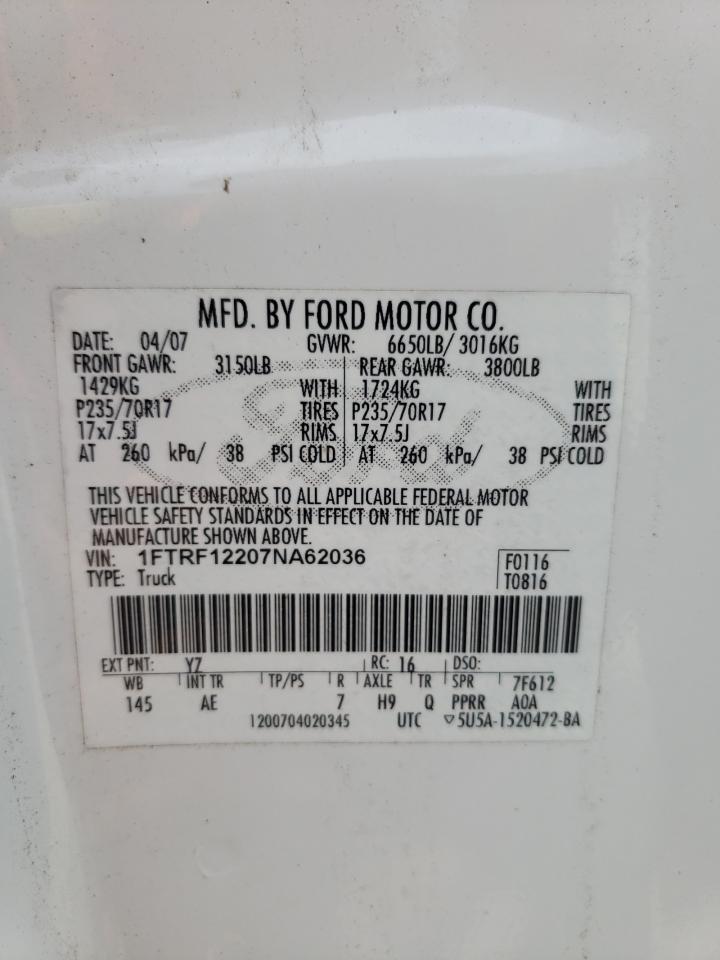 MFD. BY FORD MOTOR CO.
DATE: 04/07 GVWR: 6650LB/ 3016KG
FRONT GAWR: 3150LB REAR GAWR: 3800LB
1429KG WITH 1724KG WITH
P235/70R17 TIRES P235/70R17 TIRES
17x7.5J RIMS 17x7.5J RIMS
AT 260 kPa/ 38 PSI COLD AT 260 kPa/ 38 PSI COLD
Ford
THIS VEHICLE CONFORMS TO ALL APPLICABLE FEDERAL MOTOR
VEHICLE SAFETY STANDARDS IN EFFECT ON THE DATE OF
MANUFACTURE SHOWN ABOVE.
VIN: 1FTRF12207NA62036 F0116
TYPE: Truck T0816
EXT PNT: YZ RC: 16 DSO:
WB INT TR TP/PS R AXLE TR SPR 7F612
145 AE 7 H9 Q PPRR AOA
1200704020345 UTC ▽5U5A-1520472-BA